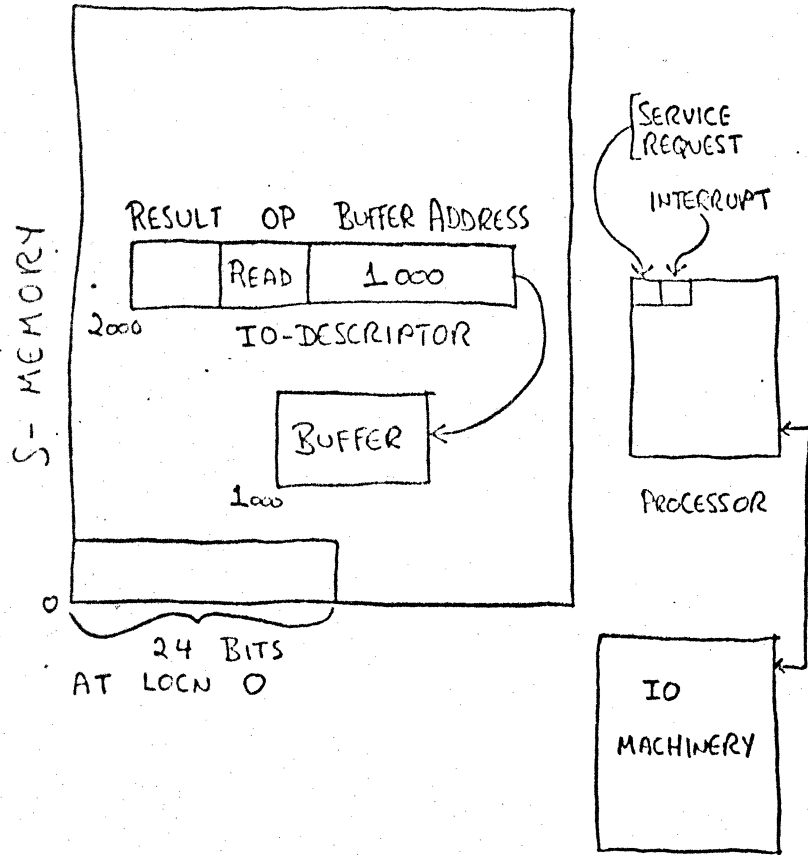 SERVICE
REQUEST
INTERRUPT
RESULT OP BUFFER ADDRESS
READ 1000
2000
IO-DESCRIPTOR
S-MEMORY
BUFFER
1000
PROCESSOR
0
24 BITS
AT LOCN 0
IO
MACHINERY